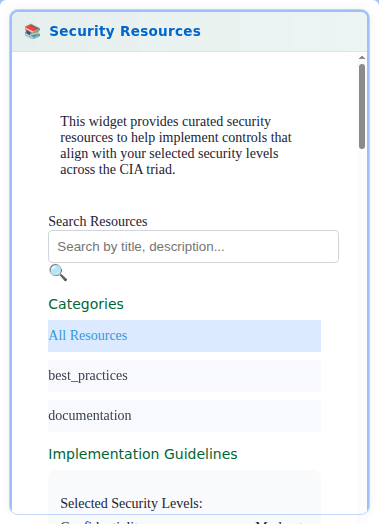 📚 Security Resources
This widget provides curated security
resources to help implement controls that
align with your selected security levels
across the CIA triad.
Search Resources
Search by title, description...
🔍
Categories
All Resources
best_practices
documentation
Implementation Guidelines
Selected Security Levels: